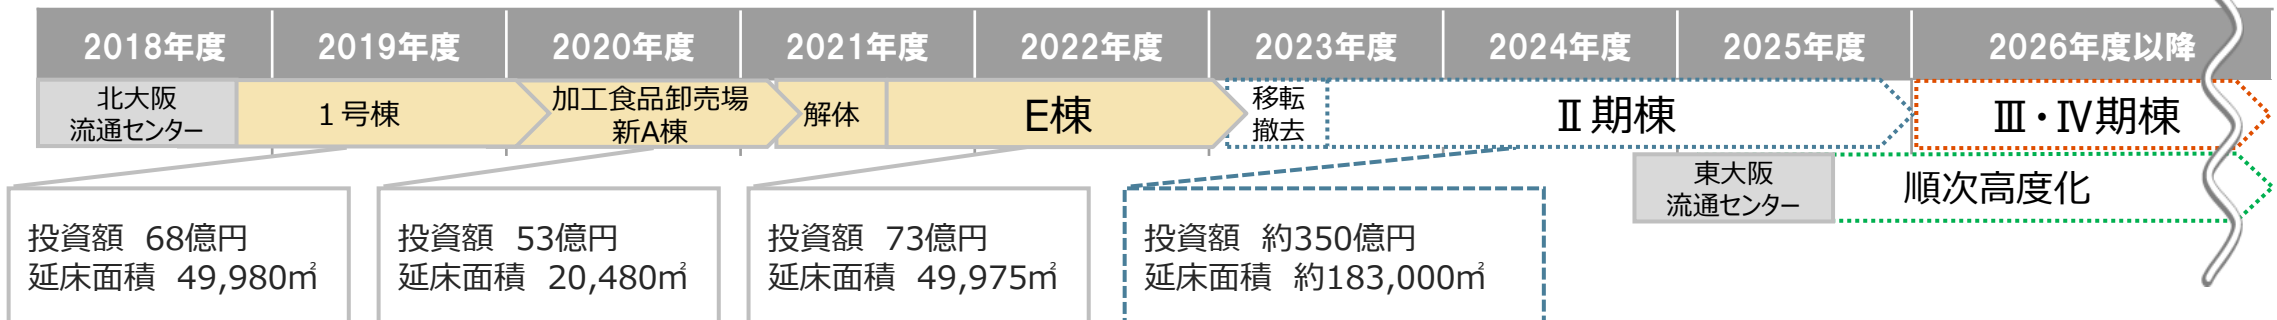 2018年度 2019年度 2020年度 2021年度 2022年度 2023年度 2024年度 2025年度 2026年度以降
北大阪
流通センター
１号棟
加工食品卸売場
新A棟
解体
E棟
移転
撤去
Ⅱ期棟
Ⅲ・Ⅳ期棟
東大阪
流通センター
順次高度化
投資額 68億円
延床面積 49,980㎡
投資額 53億円
延床面積 20,480㎡
投資額 73億円
延床面積 49,975㎡
投資額 約350億円
延床面積 約183,000㎡